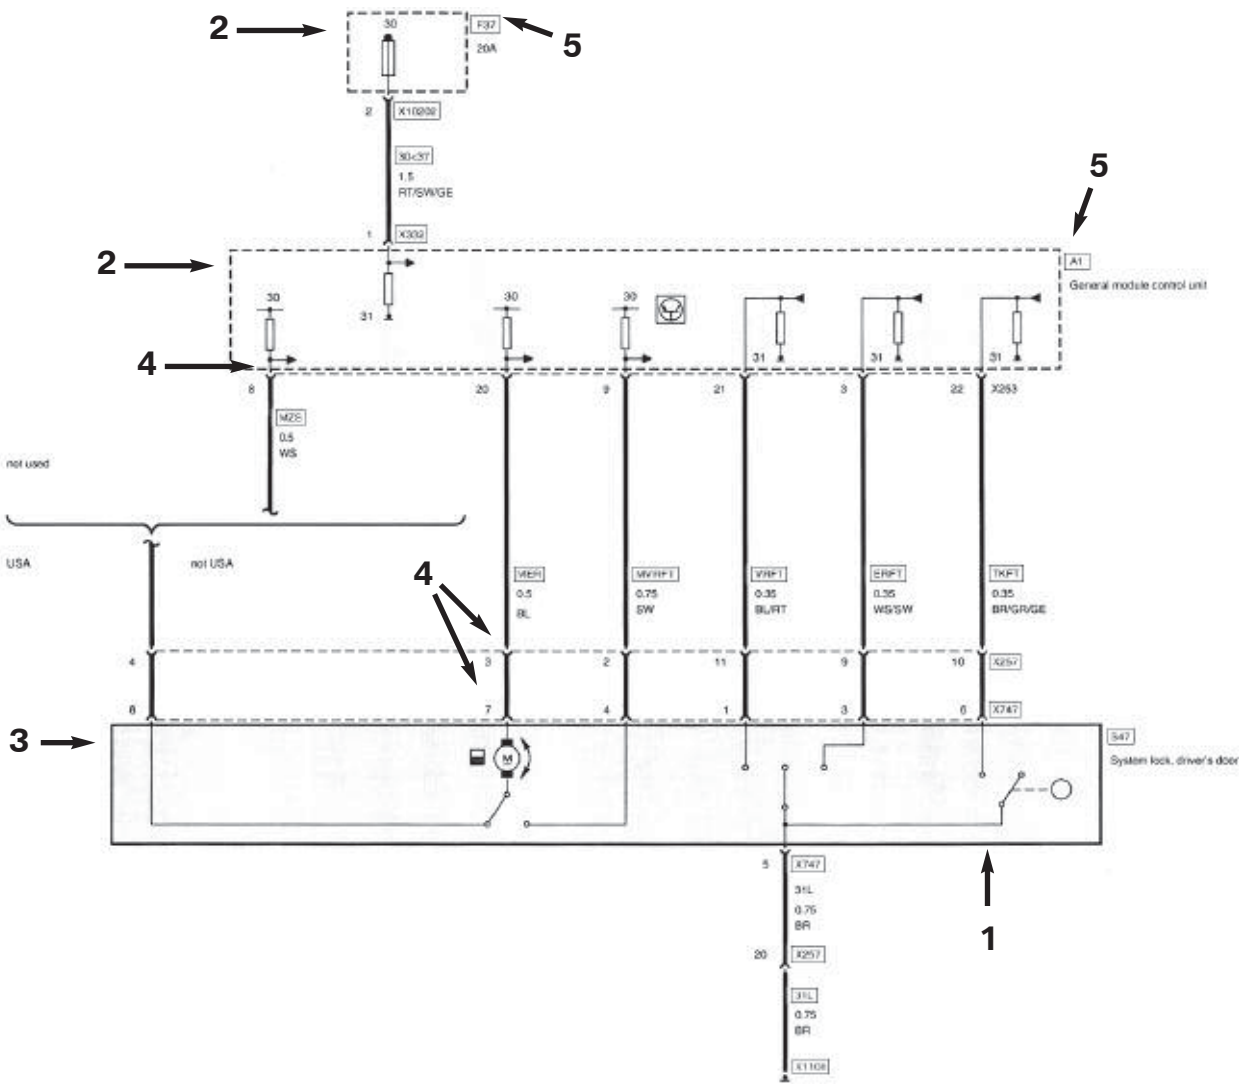 2
30
F37
5
20A
2
X10202
30<37
1.5
RT/SW/GE
5
1
X332
2
A1
General module control unit
30
30
30
31
31
31
31
4
8
20
9
21
3
22
X253
MZS
0.5
WS
not used
USA
not USA
4
MER
0.5
BL
MVRFT
0.75
SW
VRFT
0.35
BL/RT
ERFT
0.35
WS/SW
TKFT
0.35
BR/GR/GE
4
3
2
11
9
10
X257
8
7
4
1
3
6
X747
3
M
S47
System lock, driver's door
5
X747
31L
0.75
BR
1
20
X257
31L
0.75
BR